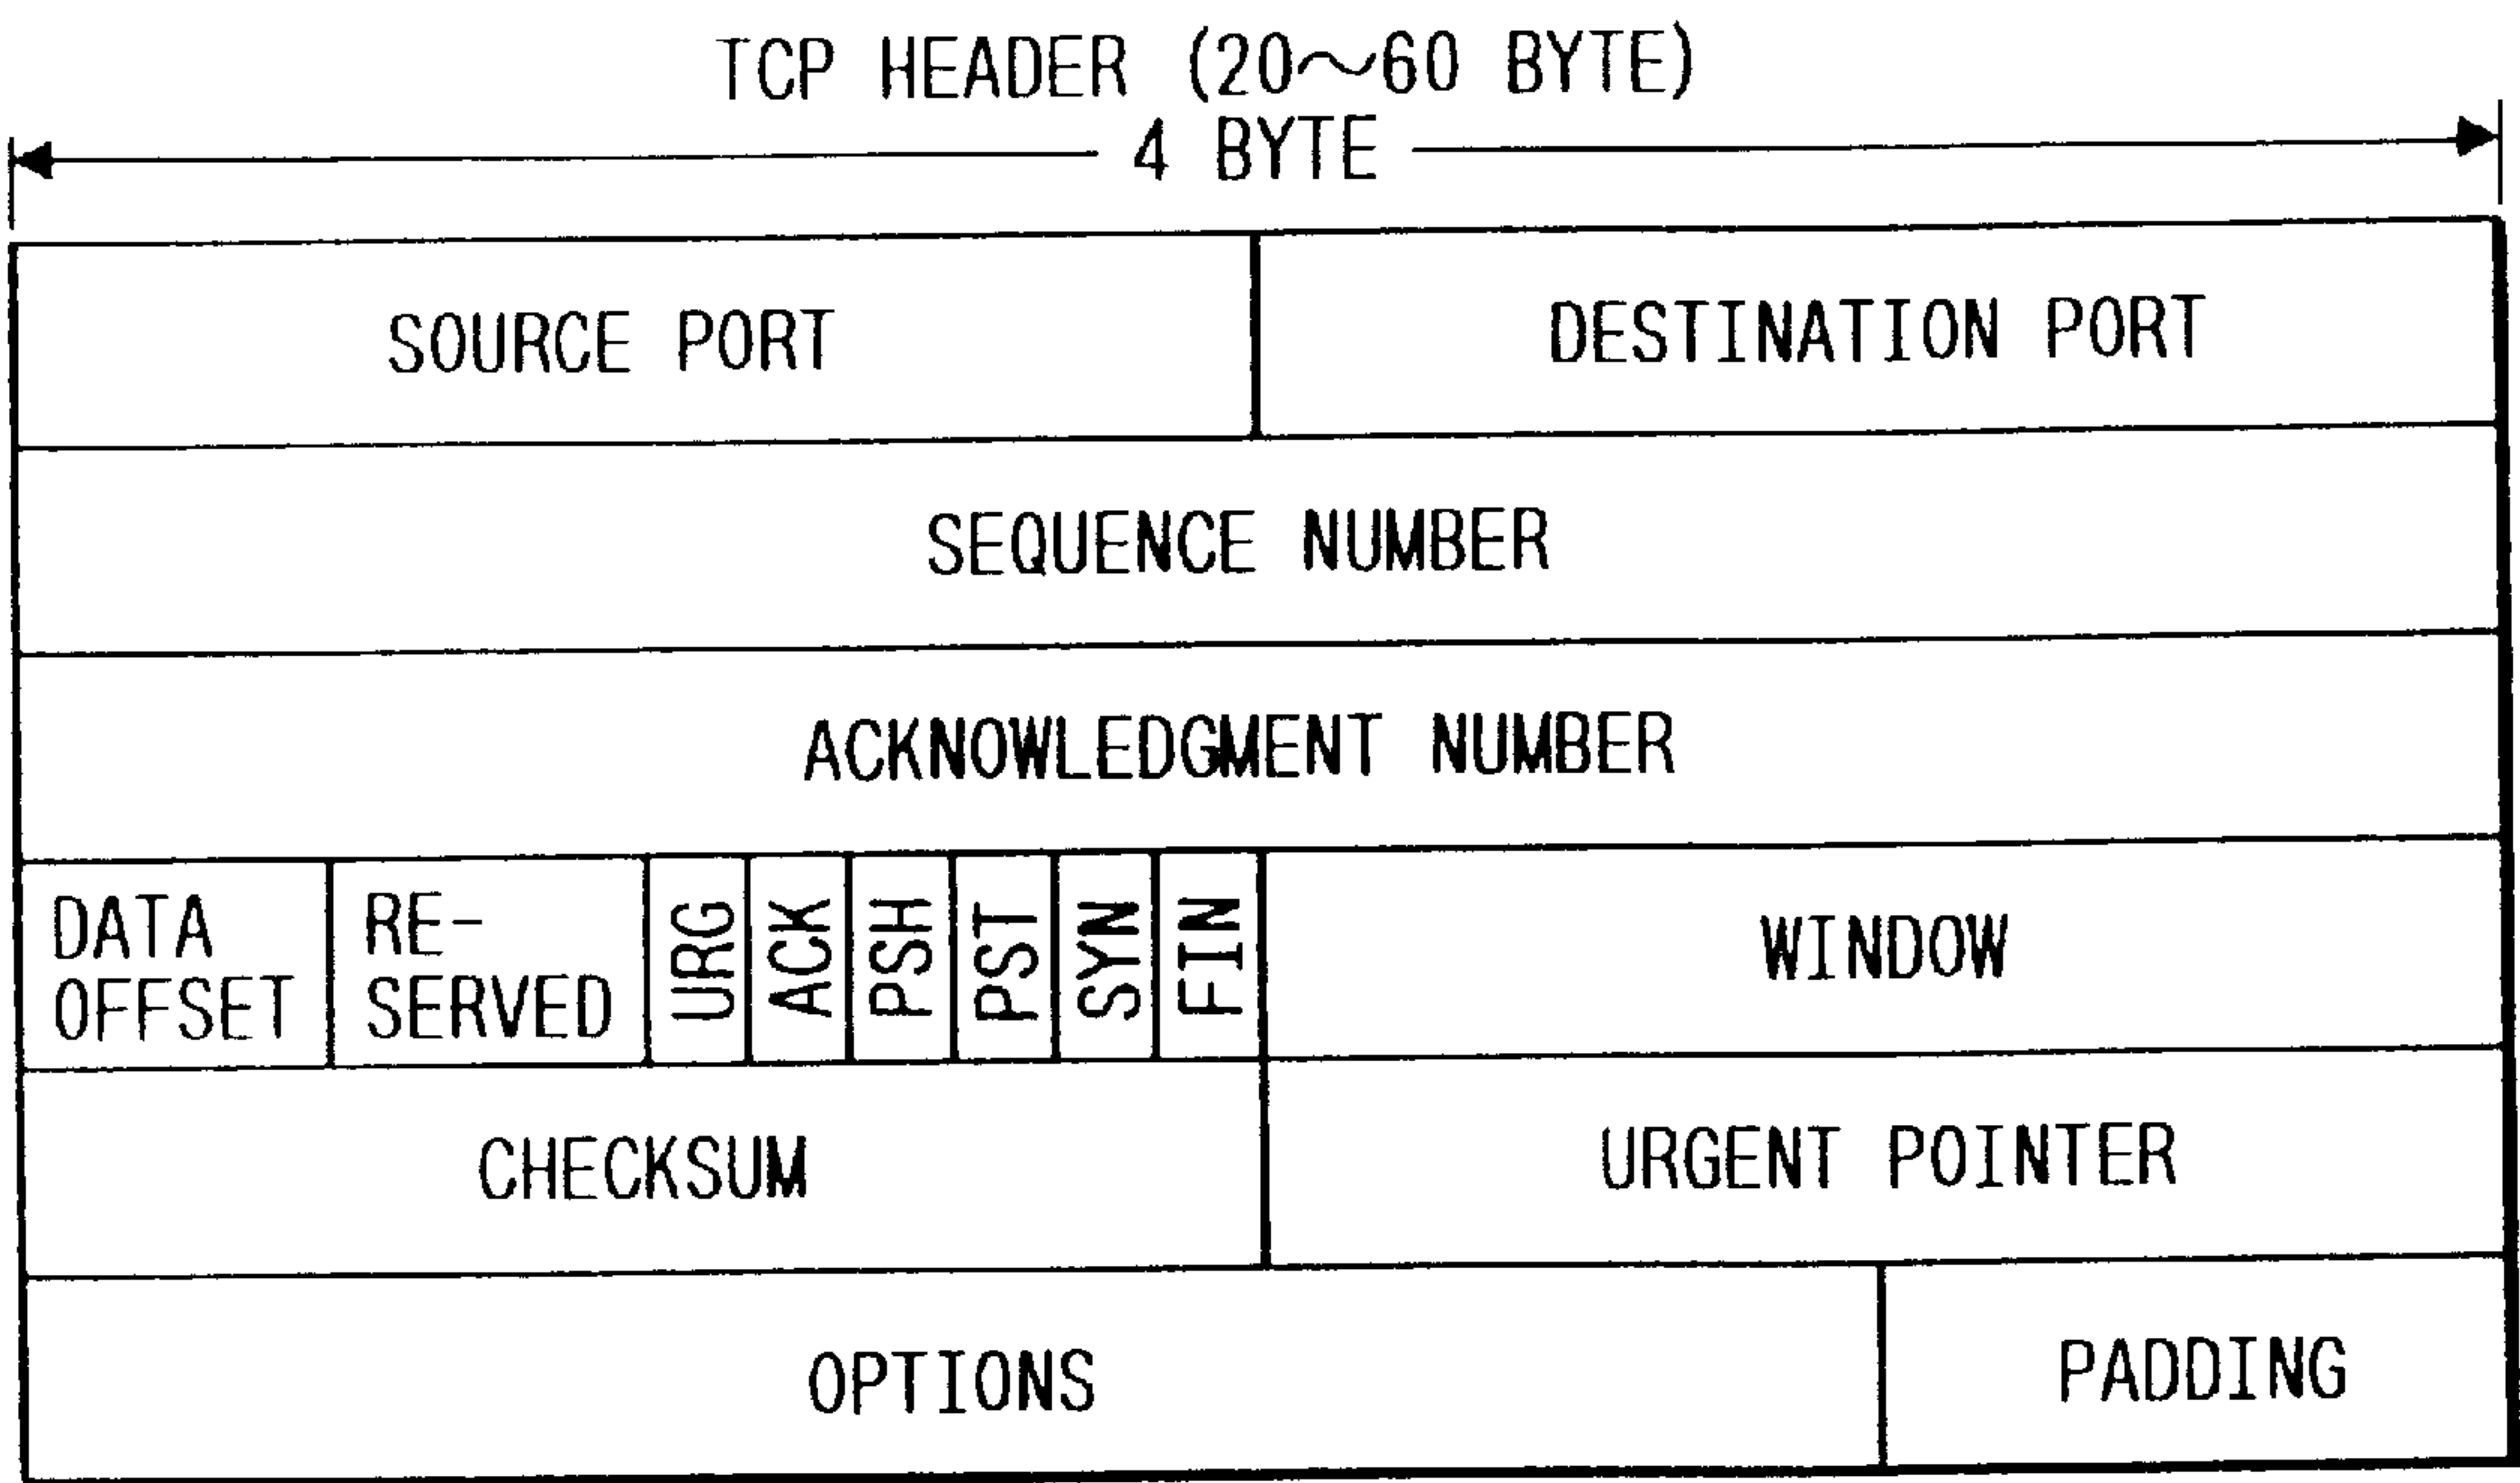 TCP HEADER (20～60 BYTE)
4 BYTE
SOURCE PORT
DESTINATION PORT
SEQUENCE NUMBER
ACKNOWLEDGMENT NUMBER
DATA
OFFSET
RE-
SERVED
URG
ACK
PSH
PST
SYN
FIN
WINDOW
CHECKSUM
URGENT POINTER
OPTIONS
PADDING